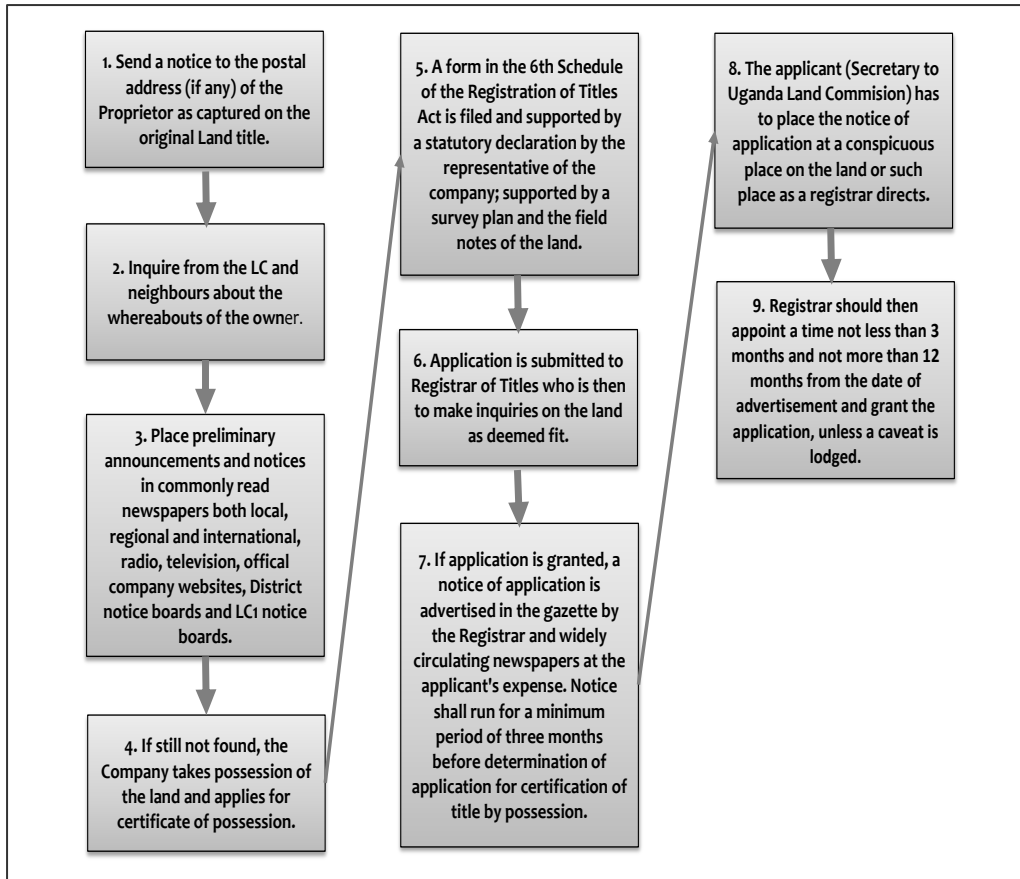 1. Send a notice to the postal
address (if any) of the
Proprietor as captured on the
original Land title.
2. Inquire from the LC and
neighbours about the
whereabouts of the owner.
3. Place preliminary
announcements and notices
in commonly read
newspapers both local,
regional and international,
radio, television, offical
company websites, District
notice boards and LC1 notice
boards.
4. If still not found, the
Company takes possession of
the land and applies for
certificate of possession.
5. A form in the 6th Schedule
of the Registration of Titles
Act is filed and supported by
a statutory declaration by the
representative of the
company; supported by a
survey plan and the field
notes of the land.
6. Application is submitted to
Registrar of Titles who is then
to make inquiries on the land
as deemed fit.
7. If application is granted, a
notice of application is
advertised in the gazette by
the Registrar and widely
circulating newspapers at the
applicant's expense. Notice
shall run for a minimum
period of three months
before determination of
application for certification of
title by possession.
8. The applicant (Secretary to
Uganda Land Commision) has
to place the notice of
application at a conspicuous
place on the land or such
place as a registrar directs.
9. Registrar should then
appoint a time not less than 3
months and not more than 12
months from the date of
advertisement and grant the
application, unless a caveat is
lodged.